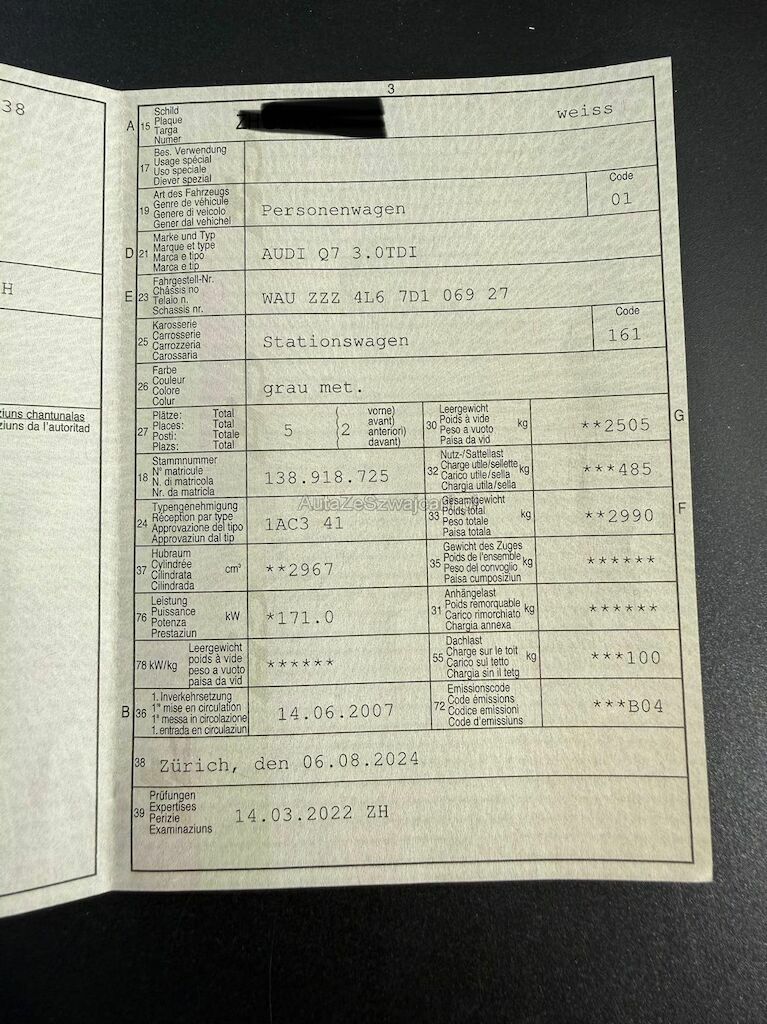 38
H
ziuns chantunalas
ziuns da l'autoritad
3
A 15 Schild
Plaque
Targa
Numer
Z
weiss
17 Bes. Verwendung
Usage spécial
Uso speciale
Diever spezial
19 Art des Fahrzeugs
Genre de véhicule
Genere di veicolo
Gener dal vehichel
Personenwagen
Code
01
D 21 Marke und Typ
Marque et type
Marca e tipo
Marca e tip
AUDI Q7 3.0TDI
E 23 Fahrgestell-Nr.
Châssis no
Telaio n.
Schassis nr.
WAU ZZZ 4L6 7D1 069 27
25 Karosserie
Carrosserie
Carrozzeria
Carossaria
Stationswagen
Code
161
26 Farbe
Couleur
Colore
Colur
grau met.
27 Plätze: Total
Places: Total
Posti: Totale
Plazs: Total
5
(2
vorne)
avant)
anteriori)
davant)
30 Leergewicht
Poids à vide
Peso a vuoto
Paisa da vid
kg
**2505
G
18 Stammnummer
N° matricule
N. di matricola
Nr. da matricla
138.918.725
32 Nutz-/Sattellast
Charge utile/sellette
Carico utile/sella
Chargia utila/sella
kg
***485
24 Typengenehmigung
Réception par type
Approvazione del tipo
Approvaziun dal tip
1AC3 41
33 Gesamtgewicht
Poids total
Peso totale
Paisa totala
kg
**2990
F
37 Hubraum
Cylindrée
Cilindrata
Cilindrada
cm³
**2967
35 Gewicht des Zuges
Poids de l'ensemble
Peso del convoglio
Paisa cumposiziun
kg
******
76 Leistung
Puissance
Potenza
Prestaziun
kW
*171.0
31 Anhängelast
Poids remorquable
Carico rimorchiato
Chargia annexa
kg
******
78 kW/kg
Leergewicht
poids à vide
peso a vuoto
paisa da vid
******
55 Dachlast
Charge sur le toit
Carico sul tetto
Chargia sin il tetg
kg
***100
B 36 1. Inverkehrsetzung
1re mise en circulation
1a messa in circolazione
1. entrada en circulaziun
14.06.2007
72 Emissionscode
Code émissions
Codice emissioni
Code d'emissiuns
***B04
38 Zürich, den 06.08.2024
39 Prüfungen
Expertises
Perizie
Examinaziuns
14.03.2022 ZH